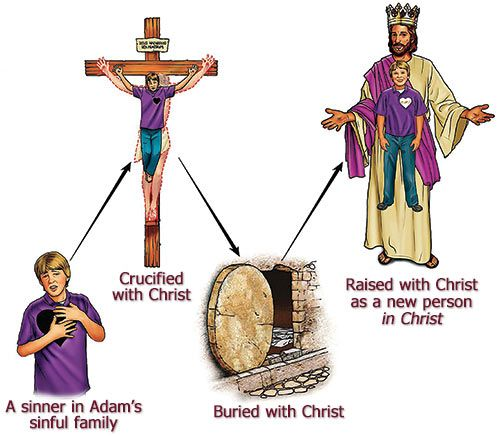 Crucified
with Christ
Raised with Christ
as a new person
in Christ
A sinner in Adam's
sinful family
Buried with Christ